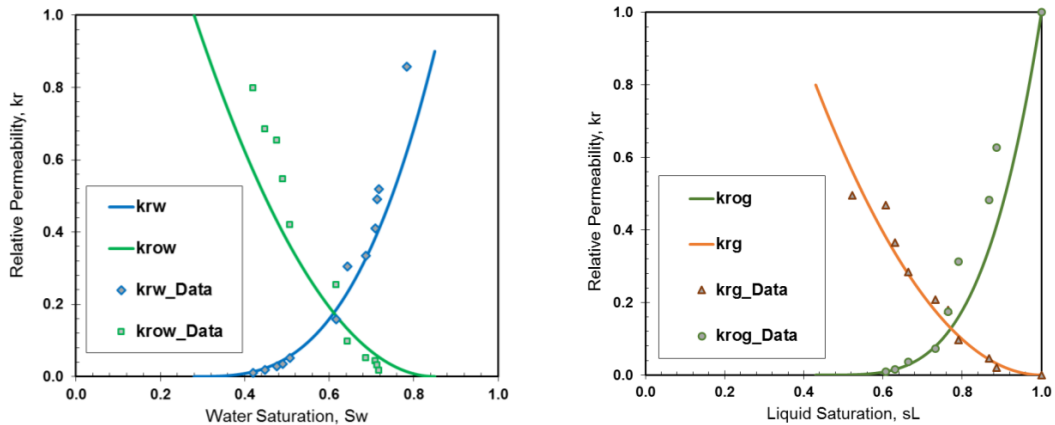 Relative Permeability, kr
1.0
0.8
0.6
0.4
0.2
0.0
krw
krow
krw_Data
krow_Data
0.0 0.2 0.4 0.6 0.8 1.0
Water Saturation, Sw
Relative Permeability, kr
1.0
0.8
0.6
0.4
0.2
0.0
krog
krg
krg_Data
krog_Data
0.0 0.2 0.4 0.6 0.8 1.0
Liquid Saturation, sL